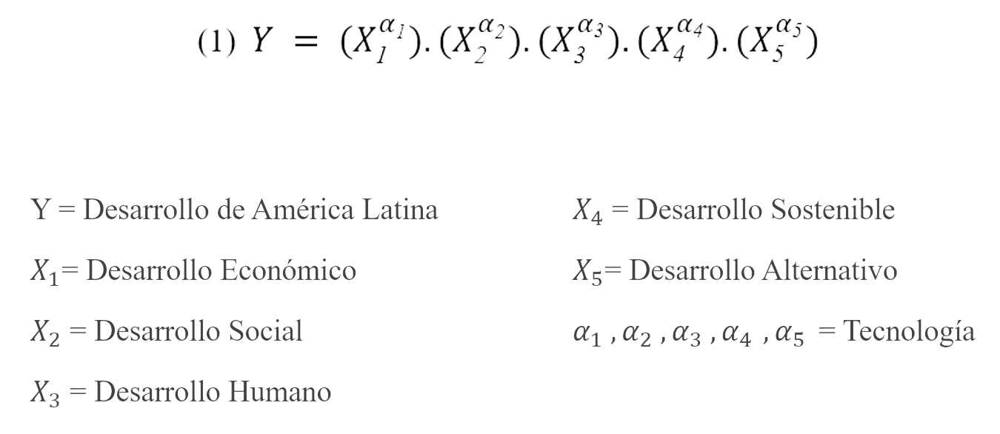 (1) Y = (X₁^α₁).(X₂^α₂).(X₃^α₃).(X₄^α₄).(X₅^α₅)
Y = Desarrollo de América Latina
X₁= Desarrollo Económico
X₂ = Desarrollo Social
X₃ = Desarrollo Humano
X₄ = Desarrollo Sostenible
X₅= Desarrollo Alternativo
α₁ , α₂ , α₃ , α₄ , α₅ = Tecnología